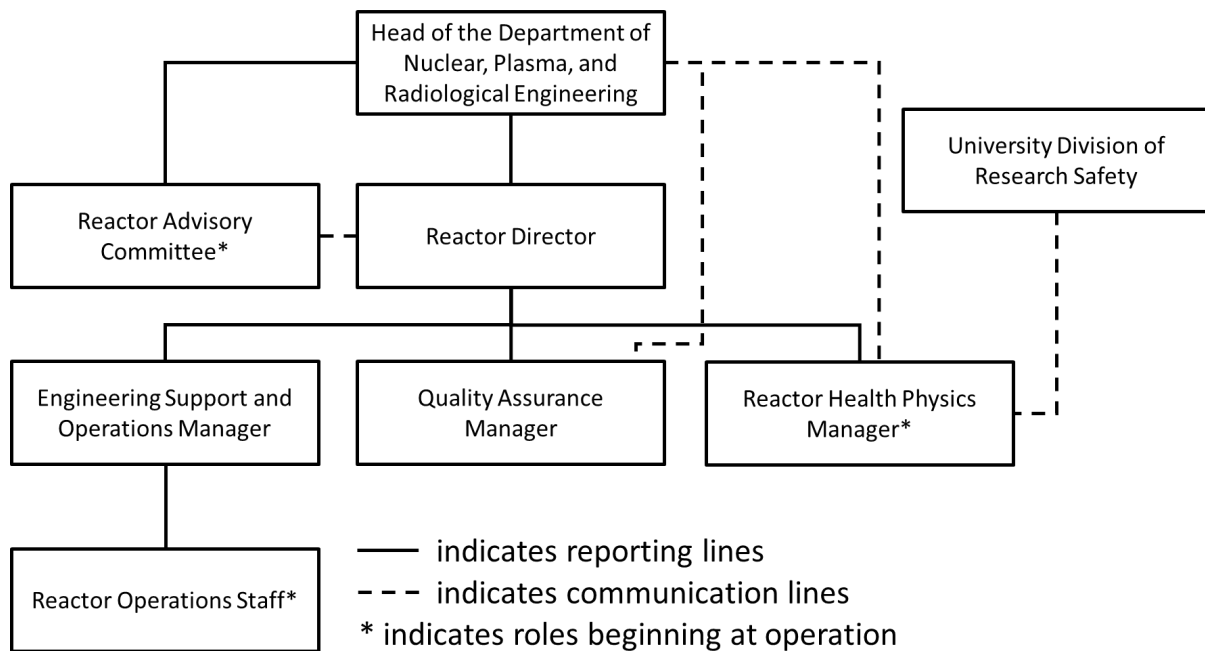 Head of the Department of
Nuclear, Plasma, and
Radiological Engineering
University Division of
Research Safety
Reactor Advisory
Committee*
Reactor Director
Engineering Support and
Operations Manager
Quality Assurance
Manager
Reactor Health Physics
Manager*
Reactor Operations Staff*
indicates reporting lines
indicates communication lines
* indicates roles beginning at operation